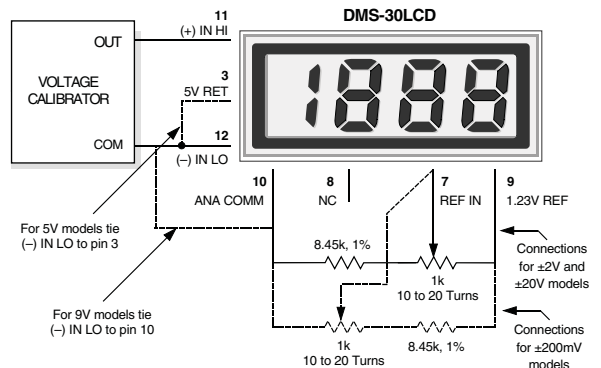 DMS-30LCD
11
(+) IN HI
OUT
VOLTAGE
CALIBRATOR
3
5V RET
COM
12
(–) IN LO
1888
10
ANA COMM
8
NC
7
REF IN
9
1.23V REF
For 5V models tie
(–) IN LO to pin 3
For 9V models tie
(–) IN LO to pin 10
8.45k, 1%
1k
10 to 20 Turns
Connections
for ±2V and
±20V models
1k
10 to 20 Turns
8.45k, 1%
Connections
for ±200mV
models